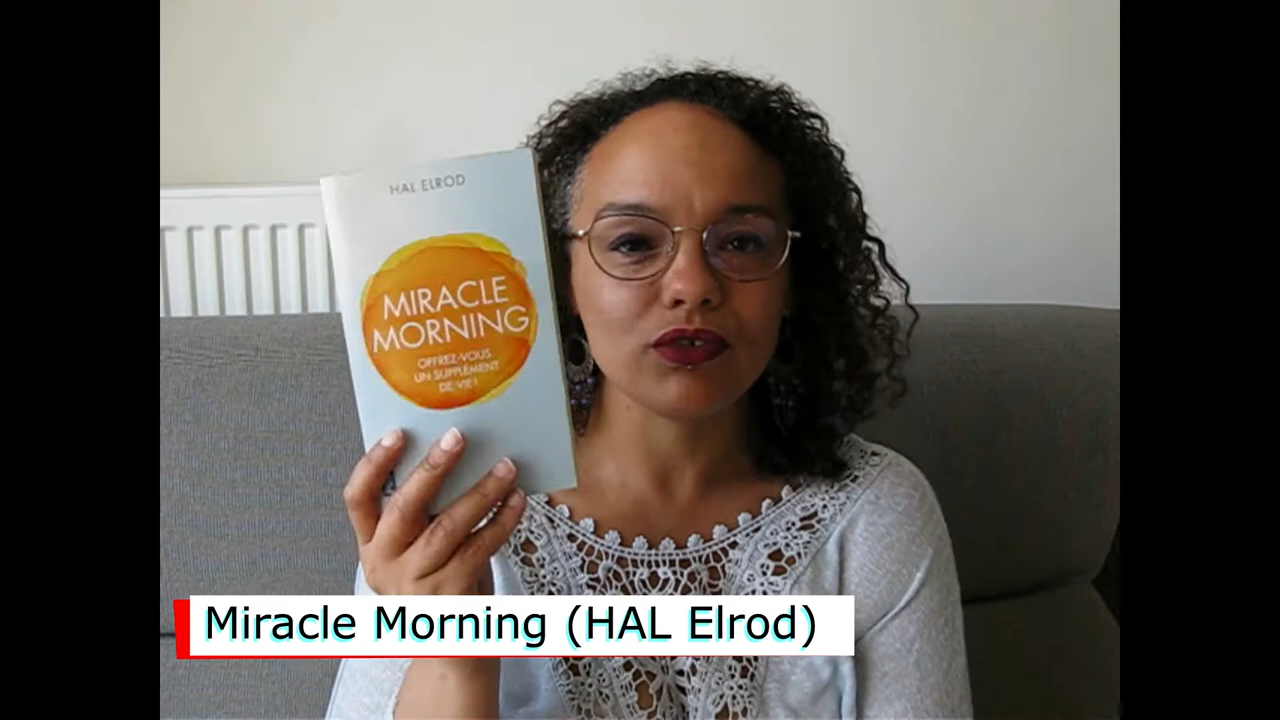 HAL ELROD
MIRACLE
MORNING
OFFREZ-VOUS
UN SUPPLÉMENT
DE VIE !
Miracle Morning (HAL Elrod)